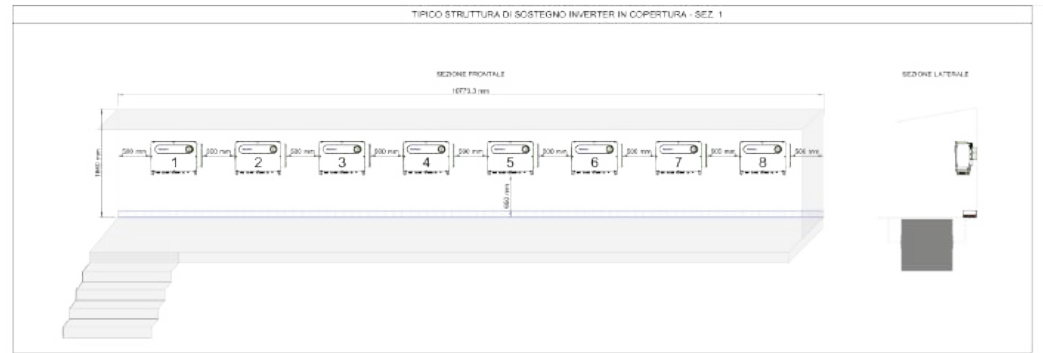 TIPICO STRUTTURA DI SOSTEGNO INVERTER IN COPERTURA - SEZ. 1
SEZIONE FRONTALE
SEZIONE LATERALE
500 mm
1
500 mm
2
500 mm
3
500 mm
4
500 mm
5
500 mm
6
500 mm
7
500 mm
8
500 mm